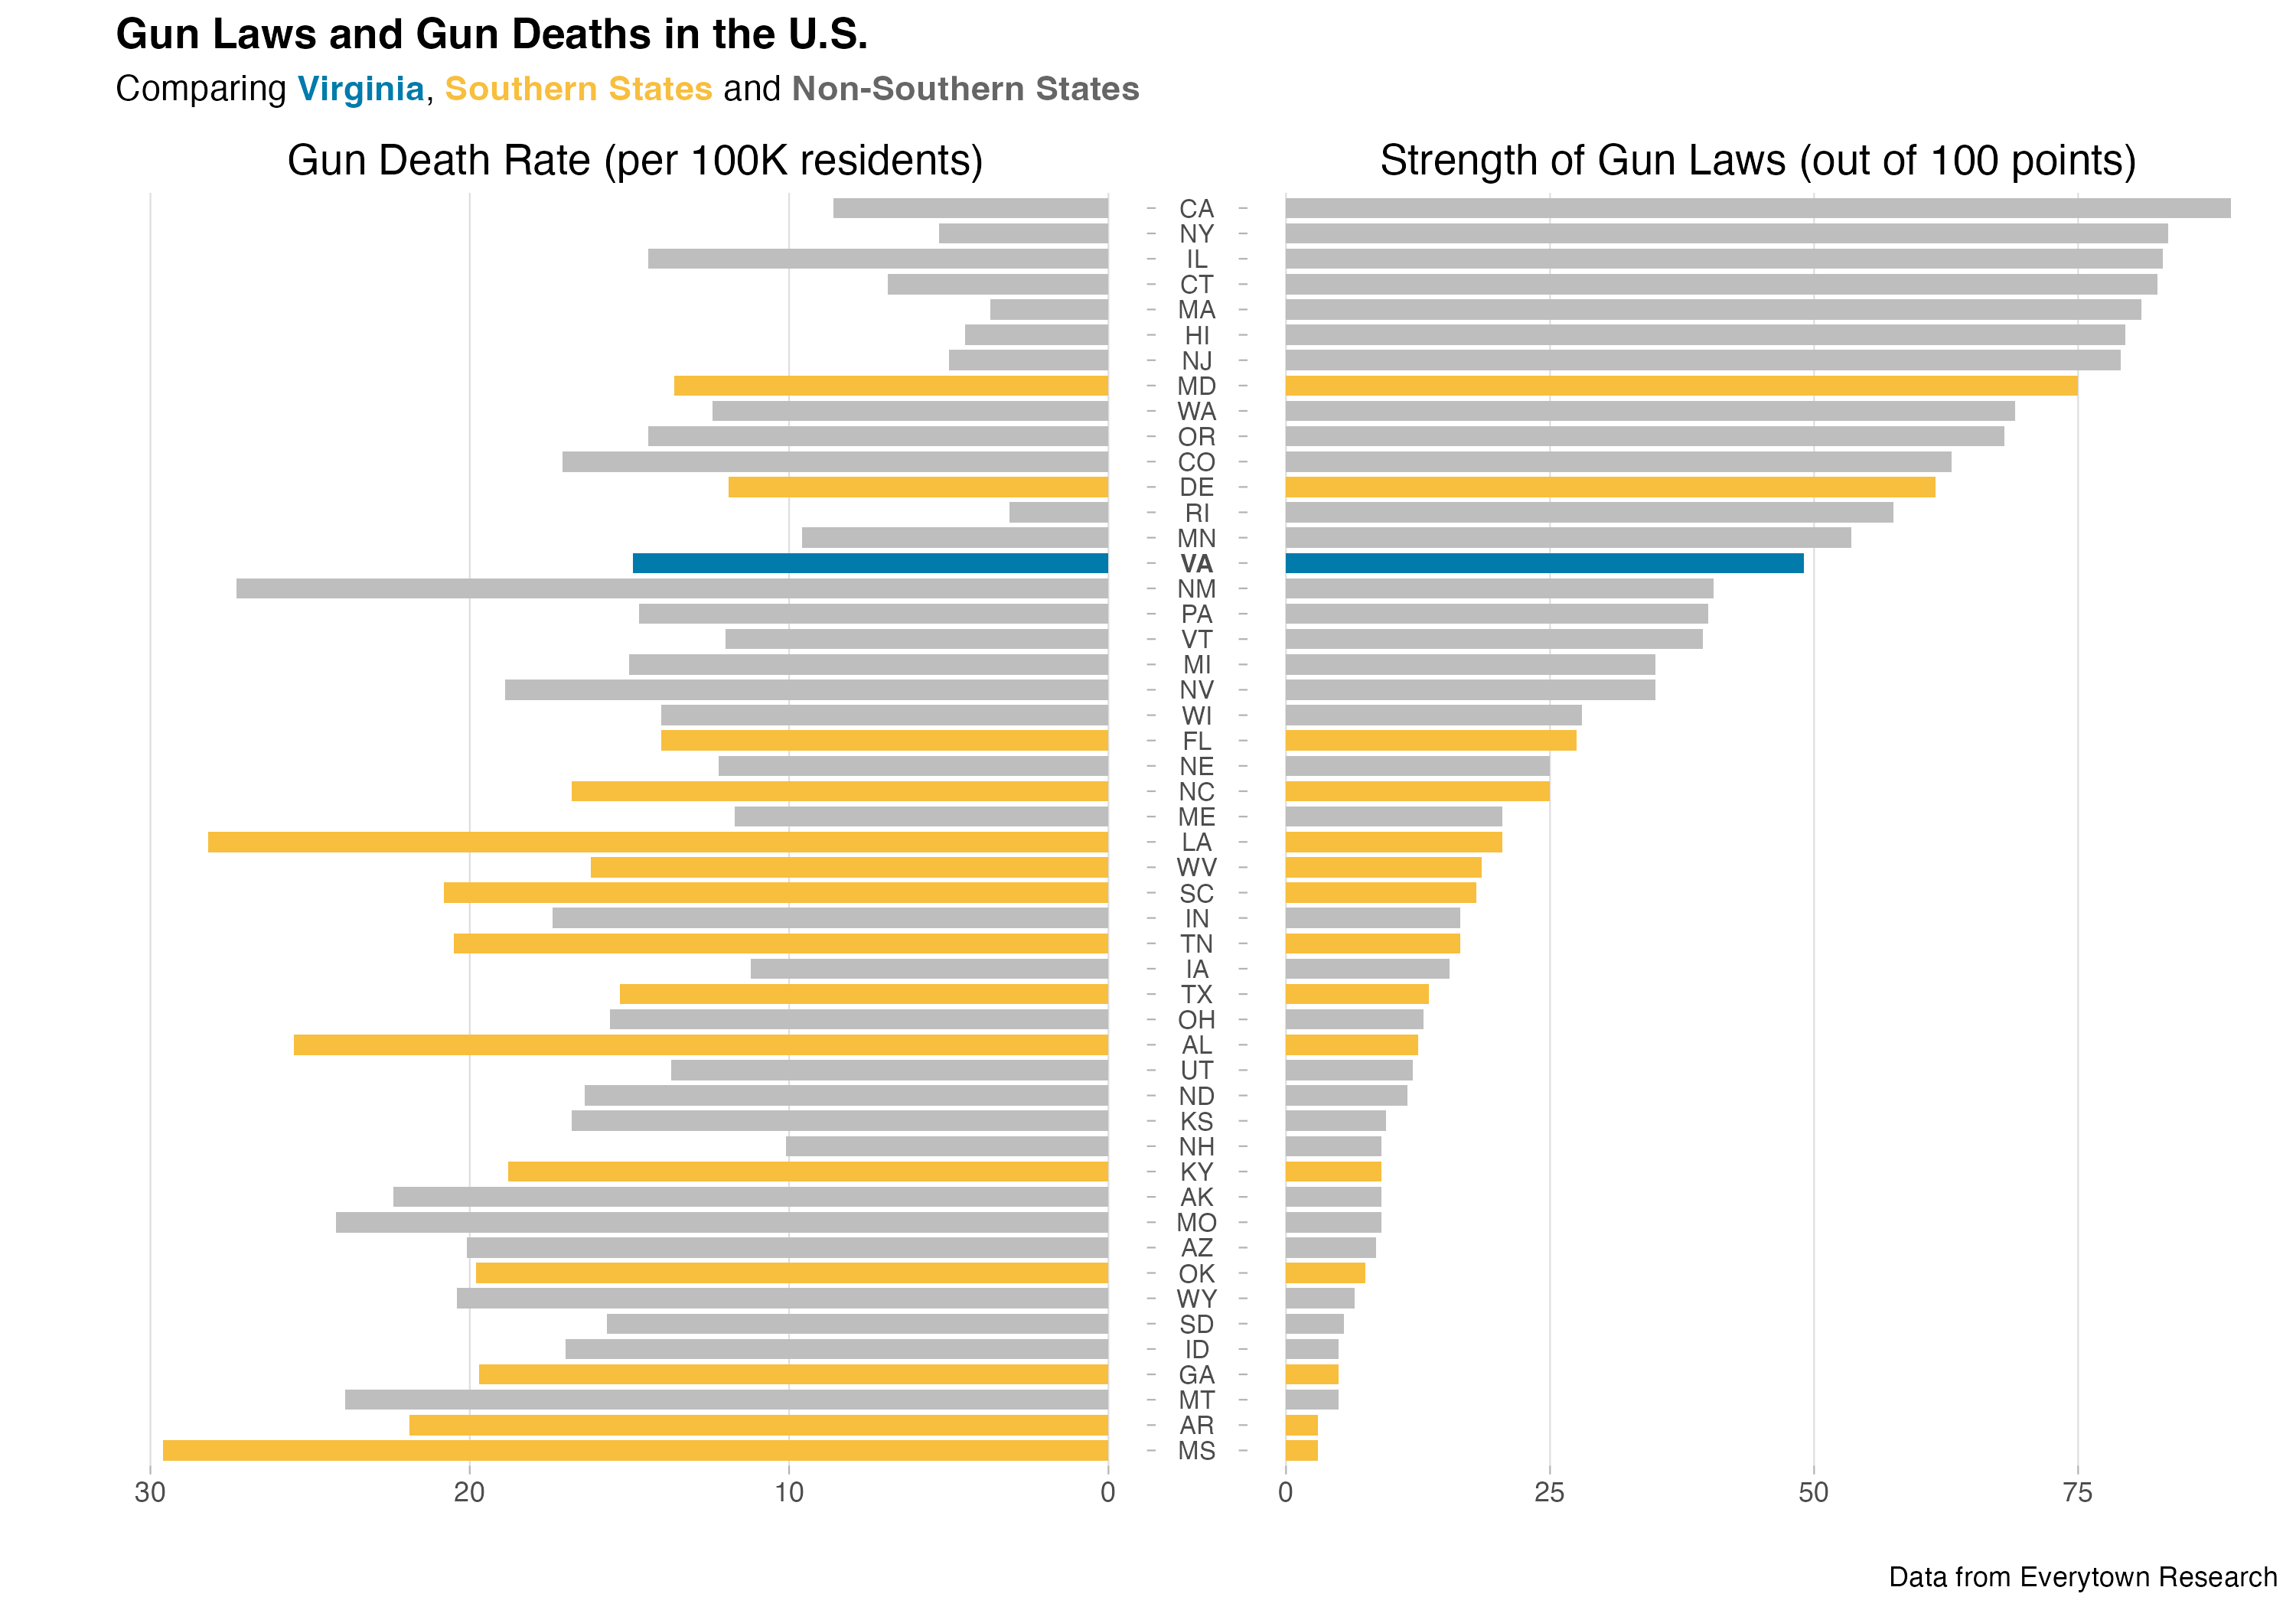 Gun Laws and Gun Deaths in the U.S.
Comparing Virginia, Southern States and Non-Southern States
Gun Death Rate (per 100K residents)
Strength of Gun Laws (out of 100 points)
CA
NY
IL
CT
MA
HI
NJ
MD
WA
OR
CO
DE
RI
MN
VA
NM
PA
VT
MI
NV
WI
FL
NE
NC
ME
LA
WV
SC
IN
TN
IA
TX
OH
AL
UT
ND
KS
NH
KY
AK
MO
AZ
OK
WY
SD
ID
GA
MT
AR
MS
30 20 10 0
0 25 50 75
Data from Everytown Research